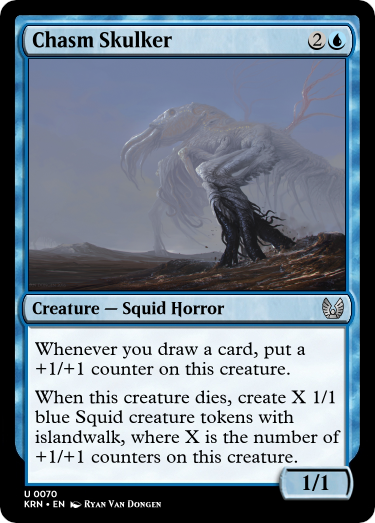 Chasm Skulker 2
Creature — Squid Horror
Whenever you draw a card, put a
+1/+1 counter on this creature.
When this creature dies, create X 1/1
blue Squid creature tokens with
islandwalk, where X is the number of
+1/+1 counters on this creature.
1/1
U 0070
KRN • EN Ryan Van Dongen